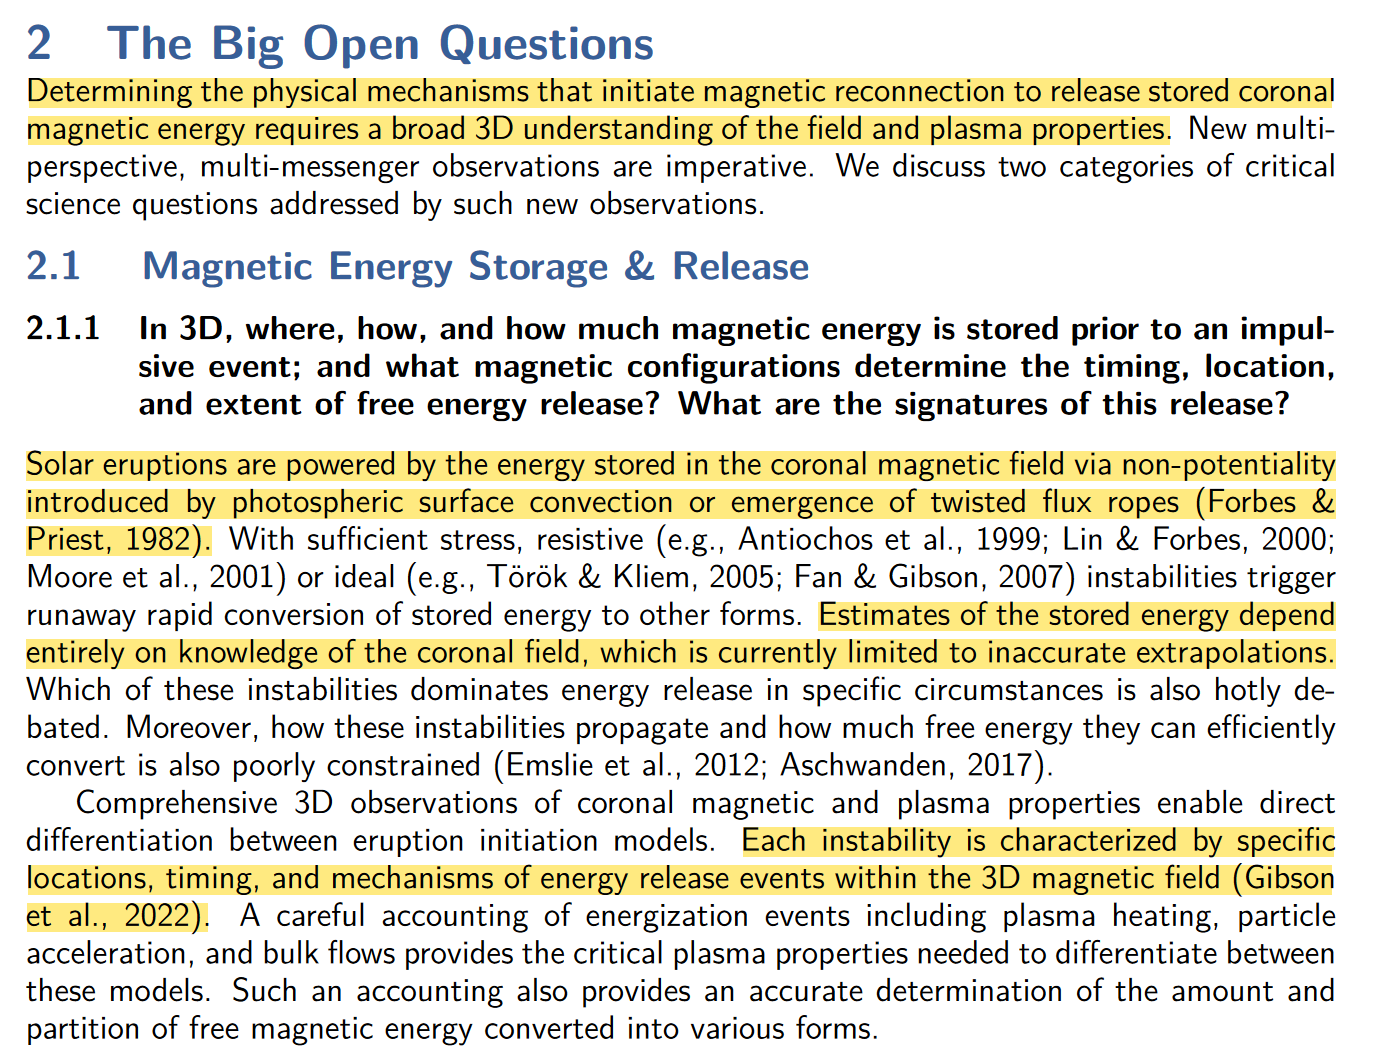 2 The Big Open Questions
Determining the physical mechanisms that initiate magnetic reconnection to release stored coronal
magnetic energy requires a broad 3D understanding of the field and plasma properties. New multi-
perspective, multi-messenger observations are imperative. We discuss two categories of critical
science questions addressed by such new observations.
2.1 Magnetic Energy Storage & Release
2.1.1 In 3D, where, how, and how much magnetic energy is stored prior to an impul-
sive event; and what magnetic configurations determine the timing, location,
and extent of free energy release? What are the signatures of this release?
Solar eruptions are powered by the energy stored in the coronal magnetic field via non-potentiality
introduced by photospheric surface convection or emergence of twisted flux ropes (Forbes &
Priest, 1982). With sufficient stress, resistive (e.g., Antiochos et al., 1999; Lin & Forbes, 2000;
Moore et al., 2001) or ideal (e.g., Török & Kliem, 2005; Fan & Gibson, 2007) instabilities trigger
runaway rapid conversion of stored energy to other forms. Estimates of the stored energy depend
entirely on knowledge of the coronal field, which is currently limited to inaccurate extrapolations.
Which of these instabilities dominates energy release in specific circumstances is also hotly de-
bated. Moreover, how these instabilities propagate and how much free energy they can efficiently
convert is also poorly constrained (Emslie et al., 2012; Aschwanden, 2017).
Comprehensive 3D observations of coronal magnetic and plasma properties enable direct
differentiation between eruption initiation models. Each instability is characterized by specific
locations, timing, and mechanisms of energy release events within the 3D magnetic field (Gibson
et al., 2022). A careful accounting of energization events including plasma heating, particle
acceleration, and bulk flows provides the critical plasma properties needed to differentiate between
these models. Such an accounting also provides an accurate determination of the amount and
partition of free magnetic energy converted into various forms.